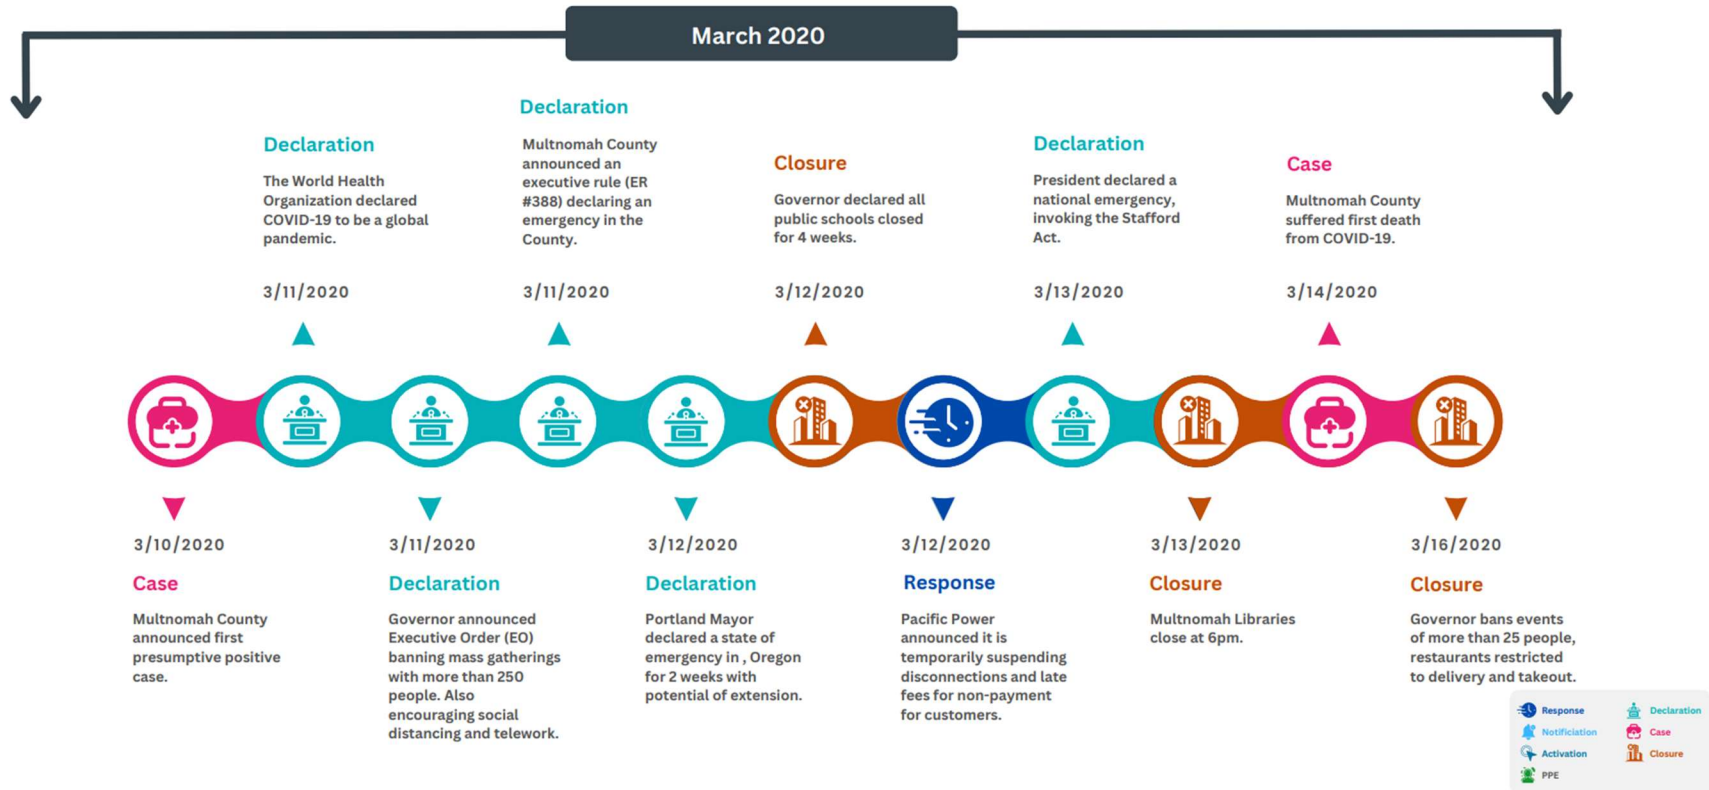 March 2020
Declaration
The World Health
Organization declared
COVID-19 to be a global
pandemic.
3/11/2020
Declaration
Multnomah County
announced an
executive rule (ER
#388) declaring an
emergency in the
County.
3/11/2020
Closure
Governor declared all
public schools closed
for 4 weeks.
3/12/2020
Declaration
President declared a
national emergency,
invoking the Stafford
Act.
3/13/2020
Case
Multnomah County
suffered first death
from COVID-19.
3/14/2020
3/10/2020
Case
Multnomah County
announced first
presumptive positive
case.
3/11/2020
Declaration
Governor announced
Executive Order (EO)
banning mass gatherings
with more than 250
people. Also
encouraging social
distancing and telework.
3/12/2020
Declaration
Portland Mayor
declared a state of
emergency in , Oregon
for 2 weeks with
potential of extension.
3/12/2020
Response
Pacific Power
announced it is
temporarily suspending
disconnections and late
fees for non-payment
for customers.
3/13/2020
Closure
Multnomah Libraries
close at 6pm.
3/16/2020
Closure
Governor bans events
of more than 25 people,
restaurants restricted
to delivery and takeout.
Response
Notificiation
Activation
PPE
Declaration
Case
Closure